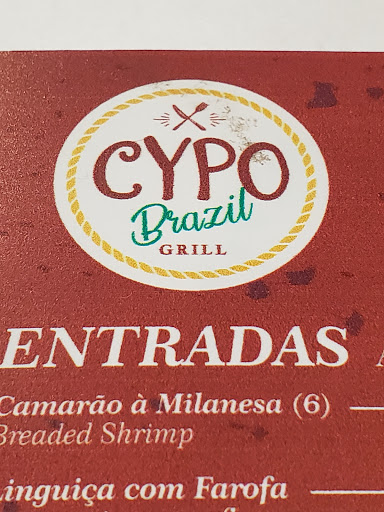 CYPO
Brazil
GRILL
ENTRADAS
Camarão à Milanesa (6)
Breaded Shrimp
Linguiça com Farofa